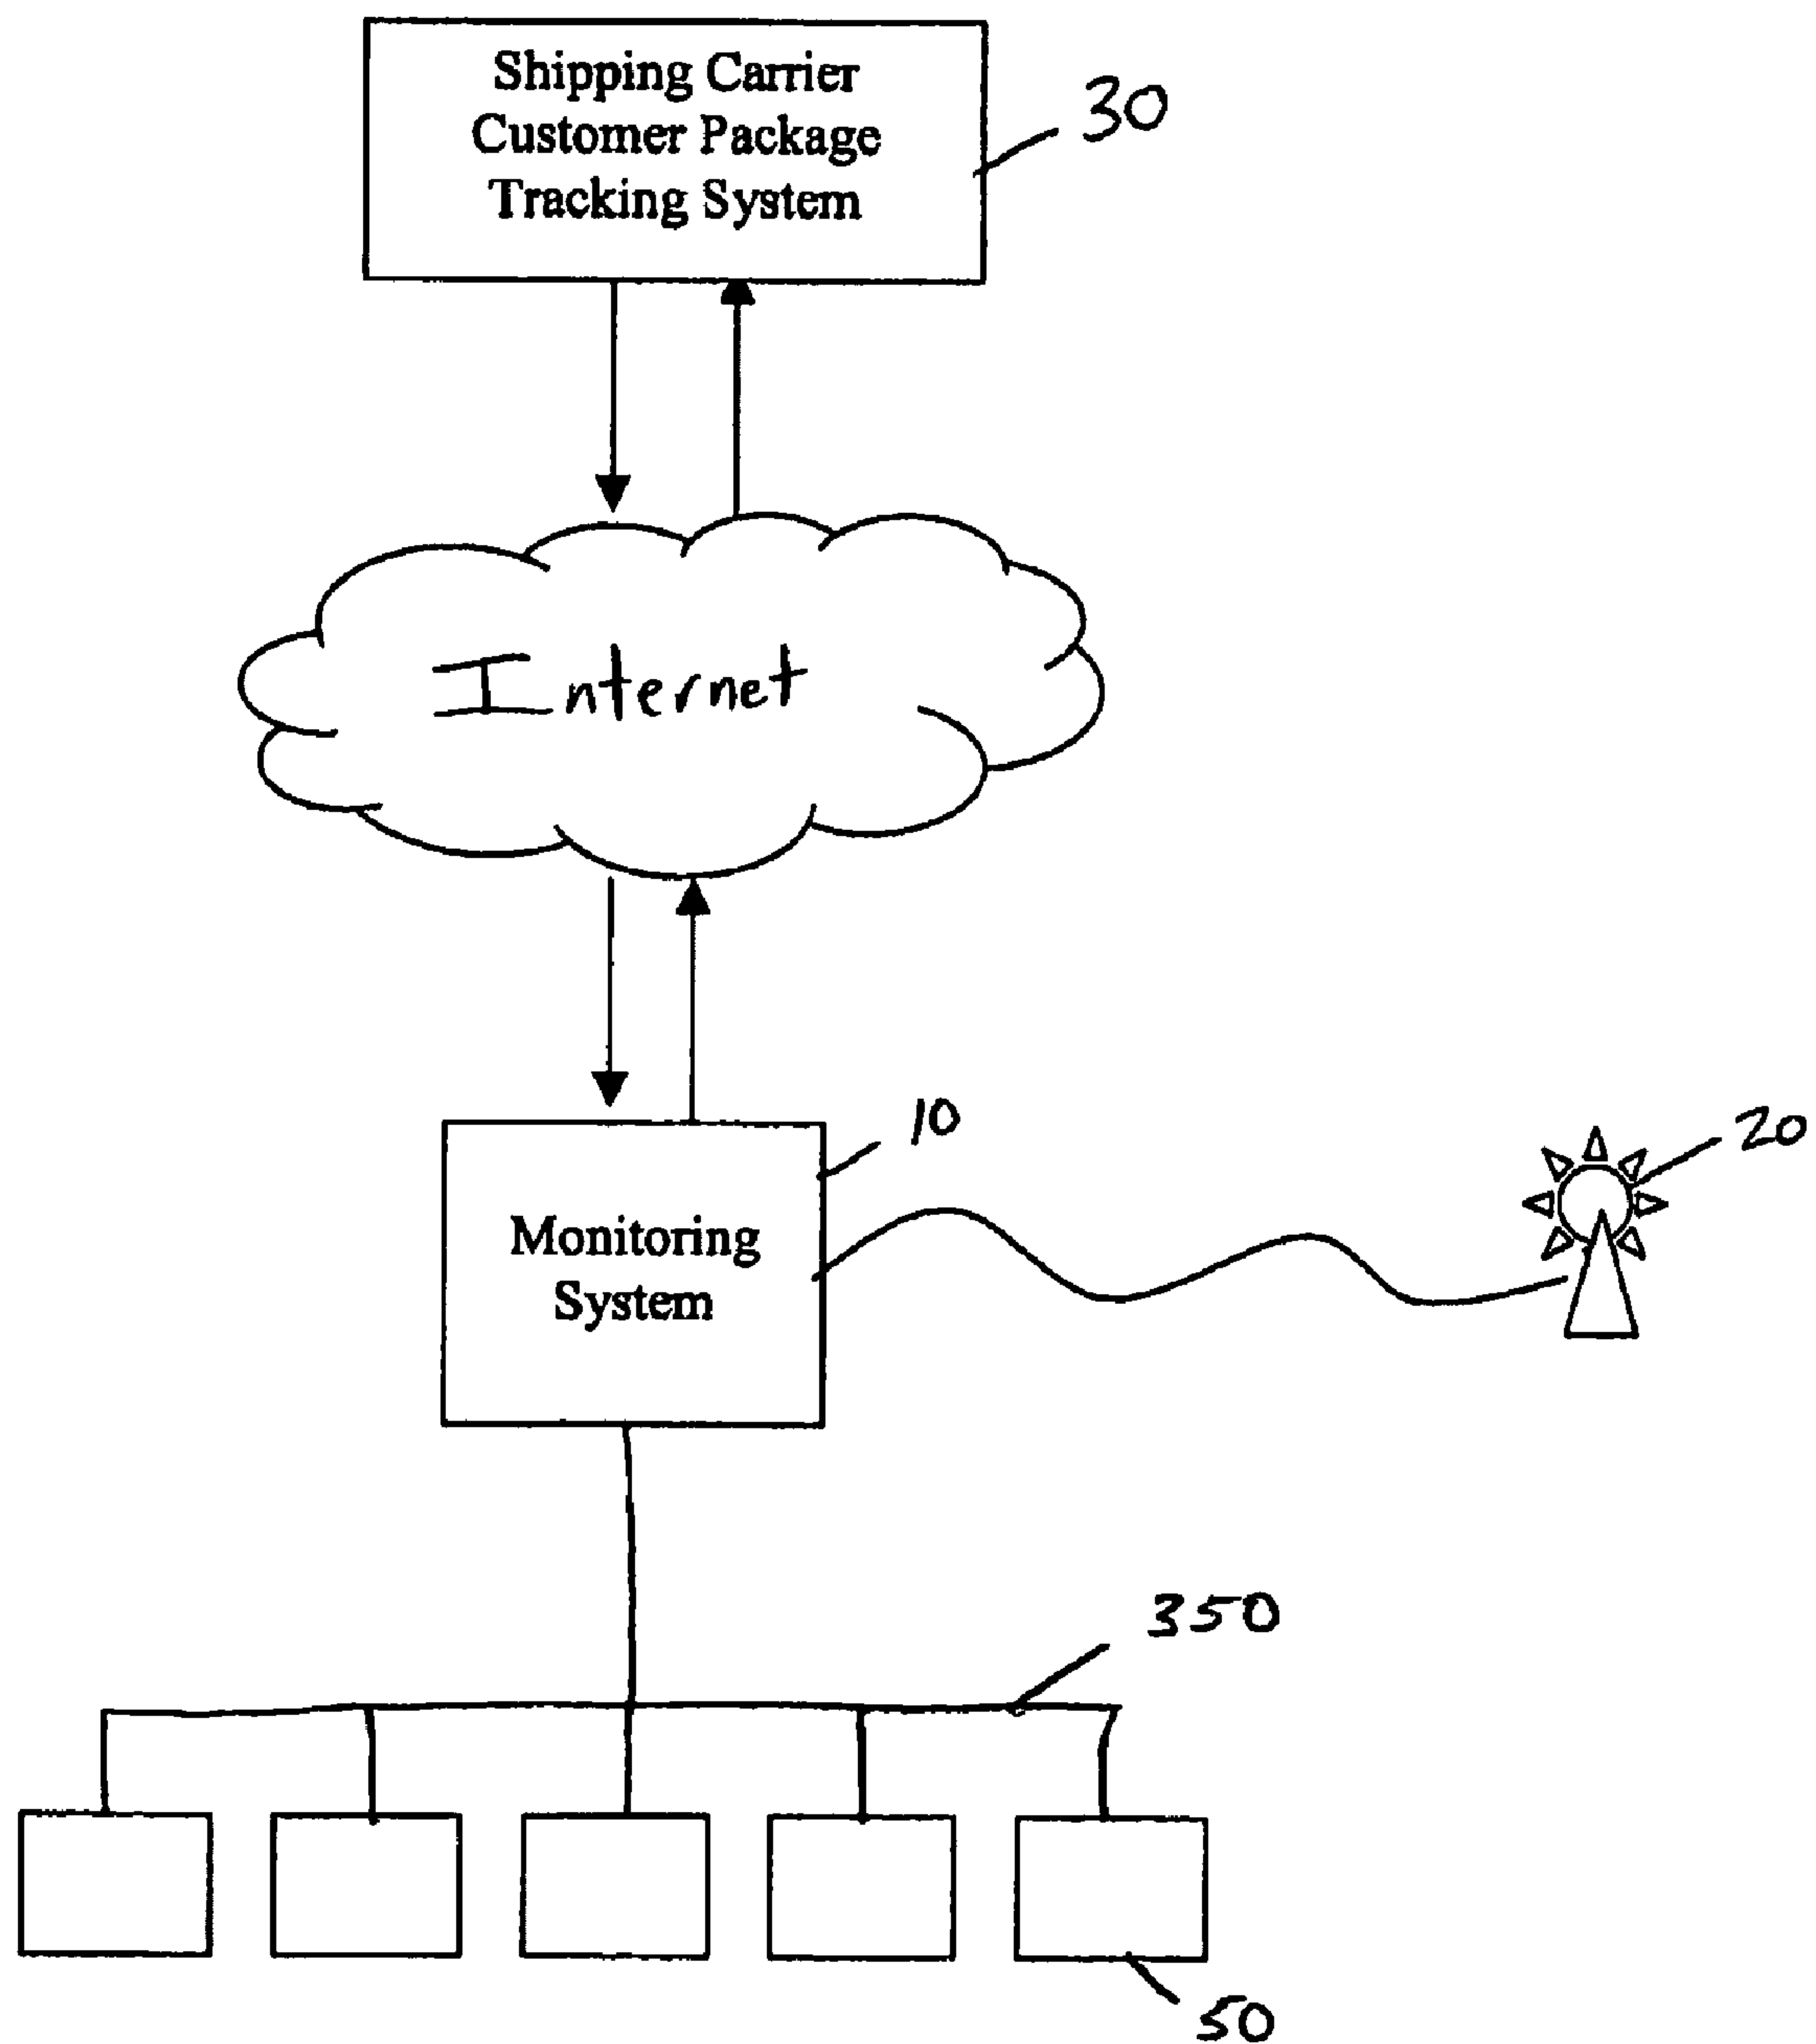 Shipping Carrier
Customer Package
Tracking System
30
Internet
10
20
Monitoring
System
350
50